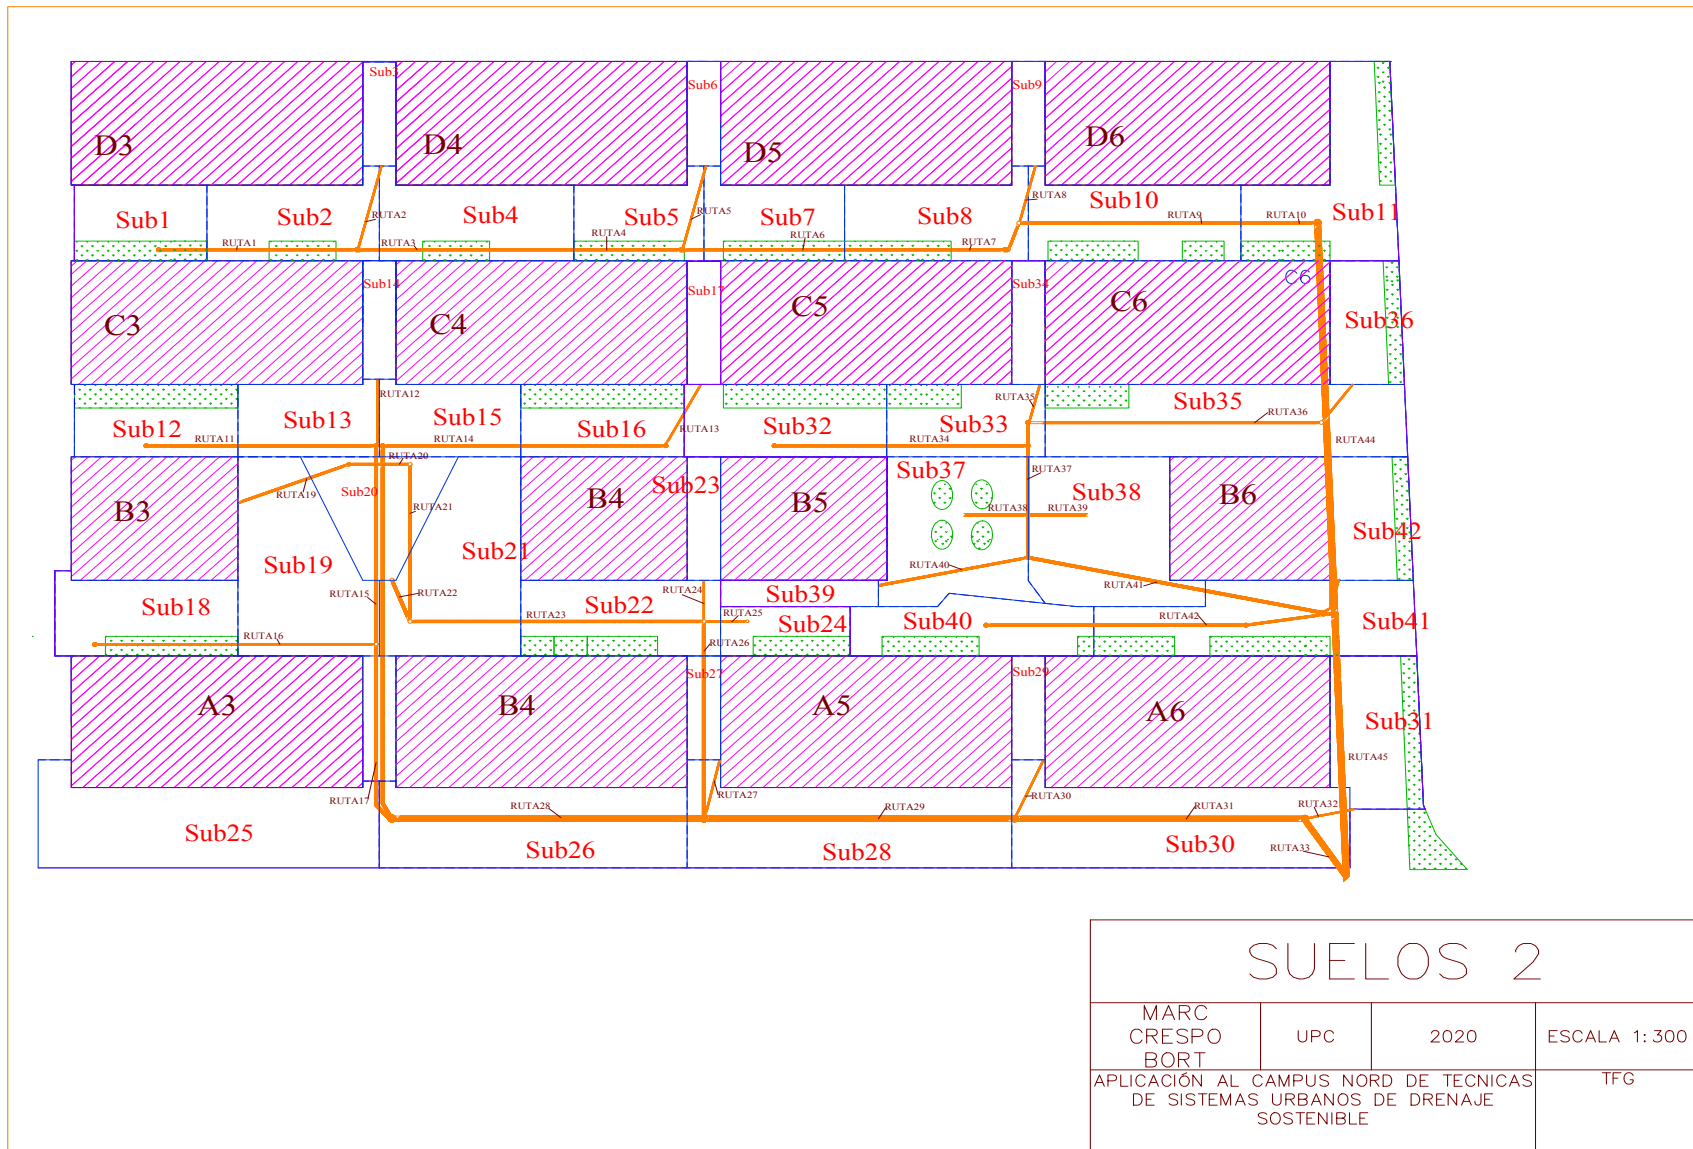 Sub3
Sub6
Sub9
D3
D4
D5
D6
Sub1
Sub2
RUTA2
Sub4
Sub5
RUTA5
Sub7
Sub8
RUTA8
Sub10
RUTA9
RUTA10
Sub11
RUTA1
RUTA3
RUTA4
RUTA6
RUTA7
Sub14
Sub17
Sub34
C6
C3
C4
C5
C6
Sub36
RUTA12
RUTA35
Sub35
RUTA36
Sub12
Sub13
Sub15
Sub16
RUTA13
Sub32
Sub33
RUTA11
RUTA14
RUTA34
RUTA44
RUTA20
RUTA19
Sub20
Sub23
Sub37
RUTA37
Sub38
B3
RUTA21
B4
B5
RUTA38
RUTA39
B6
Sub42
Sub19
Sub21
RUTA40
RUTA41
Sub18
RUTA15
RUTA22
RUTA23
Sub22
RUTA24
RUTA25
Sub39
Sub24
Sub40
RUTA42
Sub41
RUTA16
RUTA26
Sub27
Sub29
A3
B4
A5
A6
Sub31
RUTA45
RUTA17
RUTA28
RUTA27
RUTA29
RUTA30
RUTA31
RUTA32
Sub25
Sub26
Sub28
Sub30
RUTA33
SUELOS 2
MARC
CRESPO
BORT
UPC
2020
ESCALA 1:300
APLICACIÓN AL CAMPUS NORD DE TECNICAS
DE SISTEMAS URBANOS DE DRENAJE
SOSTENIBLE
TFG